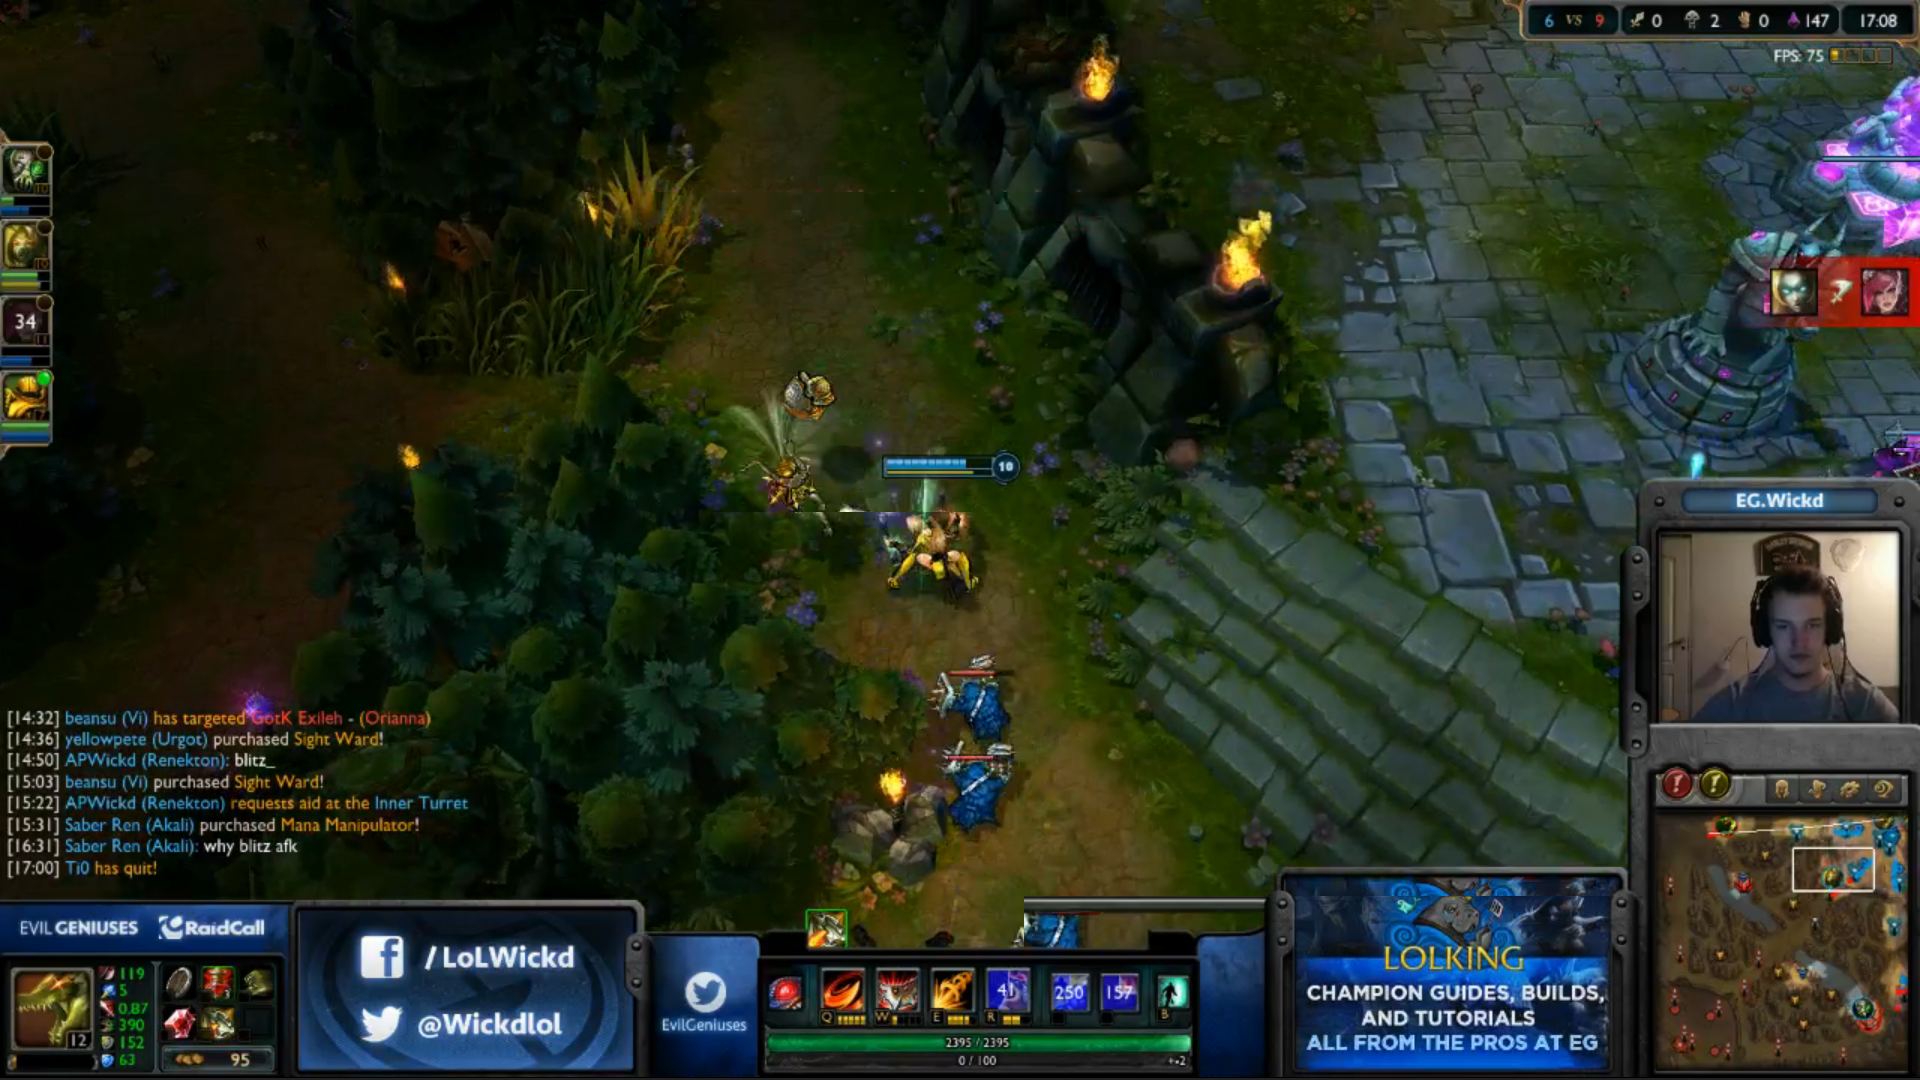 6 VS 9 0 2 0 147 17:08
FPS: 75
34
10
EG.Wickd
[14:32] beansu (Vi) has targeted GotK Exileh - (Orianna)
[14:36] yellowpete (Urgot) purchased Sight Ward!
[14:50] APWickd (Renekton): blitz_
[15:03] beansu (Vi) purchased Sight Ward!
[15:22] APWickd (Renekton) requests aid at the Inner Turret
[15:31] Saber Ren (Akali) purchased Mana Manipulator!
[16:31] Saber Ren (Akali): why blitz afk
[17:00] Ti0 has quit!
EVIL GENIUSES RaidCall
/LoLWickd
@Wickdlol
EvilGeniuses
119
5
0.87
390
152
63
12
95
41 250 157
Q W E R B
2395 / 2395
0 / 100 +2
LOLKING
CHAMPION GUIDES, BUILDS,
AND TUTORIALS
ALL FROM THE PROS AT EG